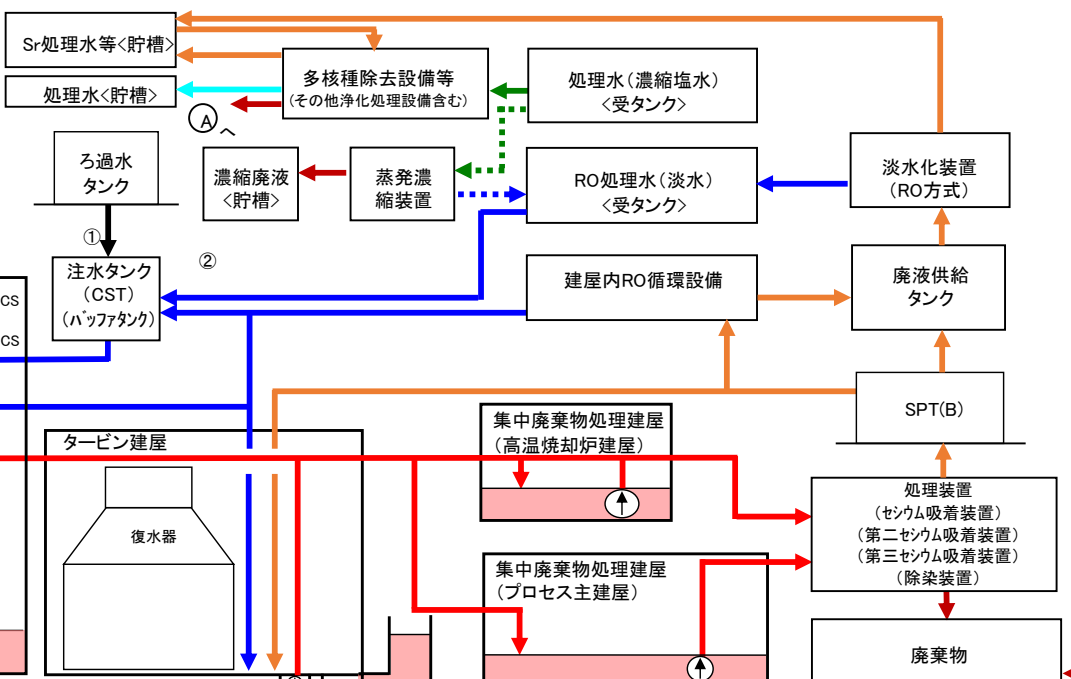 Sr処理水等<貯槽>
処理水<貯槽>
多核種除去設備等
(その他浄化処理設備含む)
A へ
処理水(濃縮塩水)
<受タンク>
ろ過水
タンク
濃縮廃液
<貯槽>
蒸発濃
縮装置
RO処理水(淡水)
<受タンク>
淡水化装置
(RO方式)
①
②
注水タンク
(CST)
(バッファタンク)
建屋内RO循環設備
廃液供給
タンク
CS
CS
SPT(B)
タービン建屋
復水器
集中廃棄物処理建屋
(高温焼却炉建屋)
処理装置
(セシウム吸着装置)
(第二セシウム吸着装置)
(第三セシウム吸着装置)
(除染装置)
集中廃棄物処理建屋
(プロセス主建屋)
廃棄物